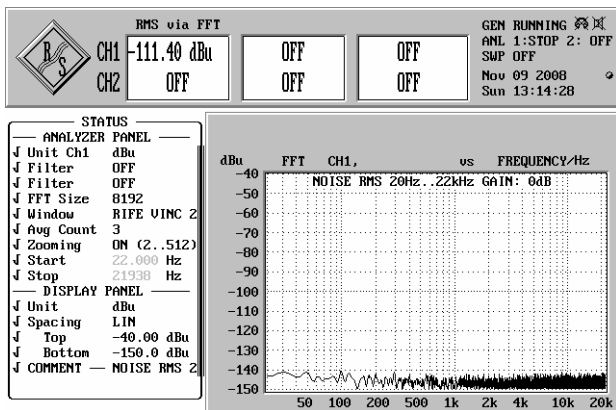 RMS via FFT
R S
CH1 -111.40 dBu OFF OFF
CH2 OFF OFF OFF
GEN RUNNING
ANL 1:STOP 2: OFF
SWP OFF
Nov 09 2008
Sun 13:14:28
STATUS
ANALYZER PANEL
Unit Ch1 dBu
Filter OFF
Filter OFF
FFT Size 8192
Window RIFE VINC 2
Avg Count 3
Zooming ON (2..512)
Start 22.000 Hz
Stop 21938 Hz
DISPLAY PANEL
Unit dBu
Spacing LIN
Top -40.00 dBu
Bottom -150.0 dBu
COMMENT — NOISE RMS 2
dBu FFT CH1, vs FREQUENCY/Hz
NOISE RMS 20Hz..22kHz GAIN: 0dB
-40
-50
-60
-70
-80
-90
-100
-110
-120
-130
-140
-150
50 100 200 500 1k 2k 4k 10k 20k